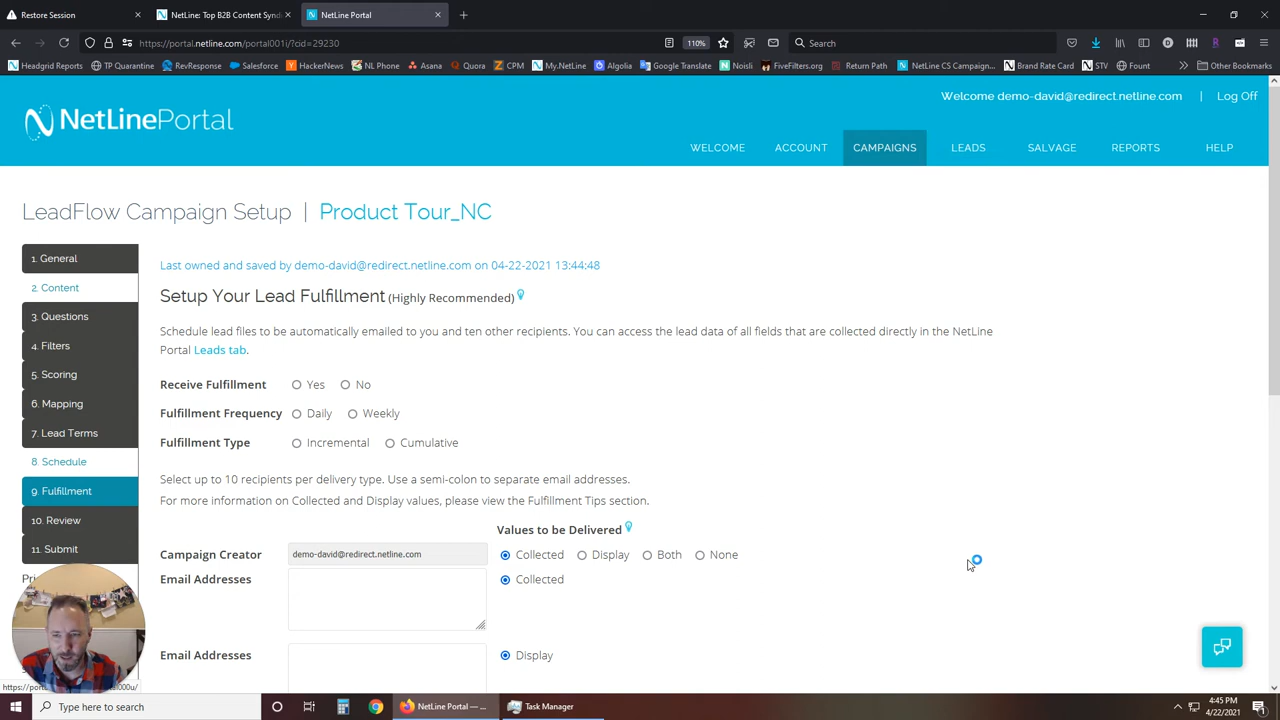 Restore Session
NetLine: Top B2B Content Synd
NetLine Portal
https://portal.netline.com/portal001i/?cid=29230
110%
Search
Headgrid Reports
TP Quarantine
RevResponse
Salesforce
HackerNews
NL Phone
Asana
Quora
ZPM
My.NetLine
Algolia
Google Translate
Noisli
FiveFilters.org
Return Path
NetLine CS Campaign...
Brand Rate Card
STV
Fount
Other Bookmarks
NetLinePortal
Welcome demo-david@redirect.netline.com | Log Off
WELCOME ACCOUNT CAMPAIGNS LEADS SALVAGE REPORTS HELP
LeadFlow Campaign Setup | Product Tour_NC
1. General
2. Content
3. Questions
4. Filters
5. Scoring
6. Mapping
7. Lead Terms
8. Schedule
9. Fulfillment
10. Review
11. Submit
Last owned and saved by demo-david@redirect.netline.com on 04-22-2021 13:44:48
Setup Your Lead Fulfillment (Highly Recommended)
Schedule lead files to be automatically emailed to you and ten other recipients. You can access the lead data of all fields that are collected directly in the NetLine
Portal Leads tab.
Receive Fulfillment Yes No
Fulfillment Frequency Daily Weekly
Fulfillment Type Incremental Cumulative
Select up to 10 recipients per delivery type. Use a semi-colon to separate email addresses.
For more information on Collected and Display values, please view the Fulfillment Tips section.
Values to be Delivered
Campaign Creator demo-david@redirect.netline.com Collected Display Both None
Email Addresses Collected
Email Addresses Display
Type here to search
NetLine Portal — ...
Task Manager
4:45 PM
4/22/2021
1